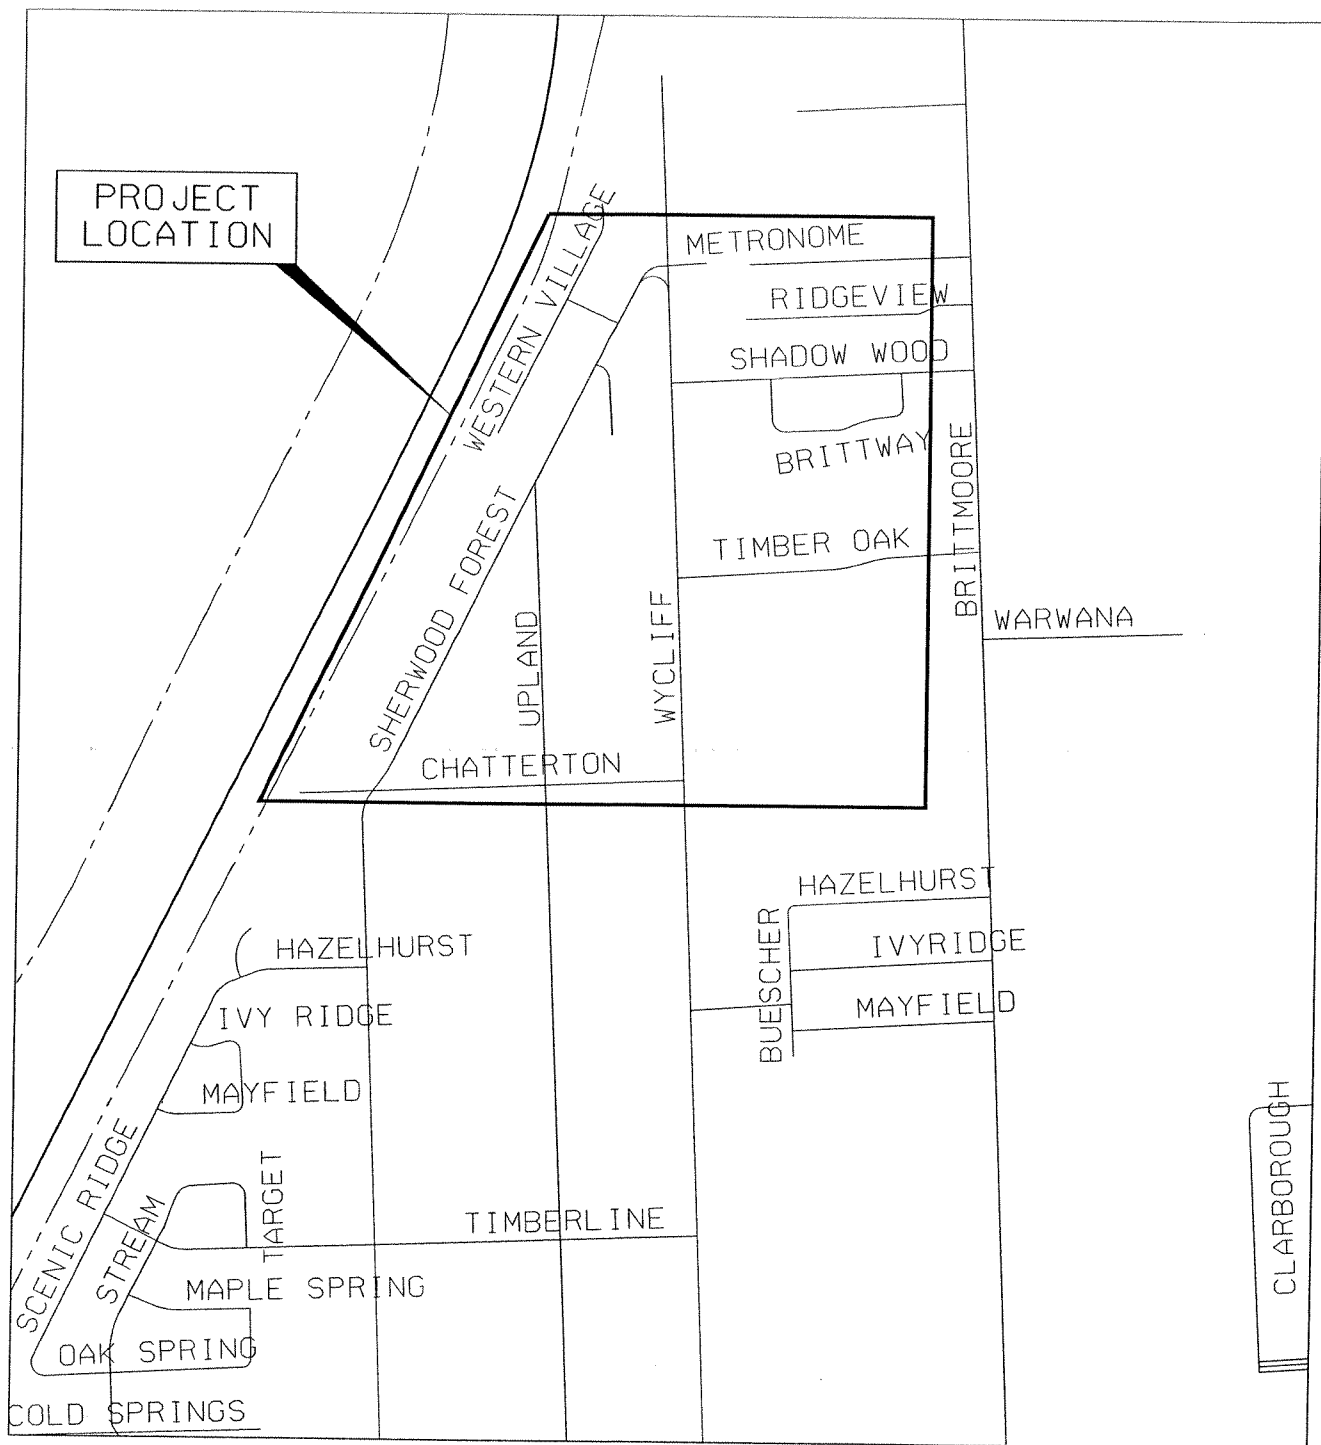 PROJECT
LOCATION
WESTERN VILLAGE
METRONOME
RIDGEVIEW
SHADOW WOOD
BRITTWAY
BRITTMOORE
SHERWOOD FOREST
TIMBER OAK
UPLAND
WYCLIFF
WARWANA
CHATTERTON
HAZELHURST
BUESCHER
IVYRIDGE
MAYFIELD
HAZELHURST
IVY RIDGE
MAYFIELD
SCENIC RIDGE
STREAM
TARGET
TIMBERLINE
CLARBOROUGH
MAPLE SPRING
OAK SPRING
COLD SPRINGS